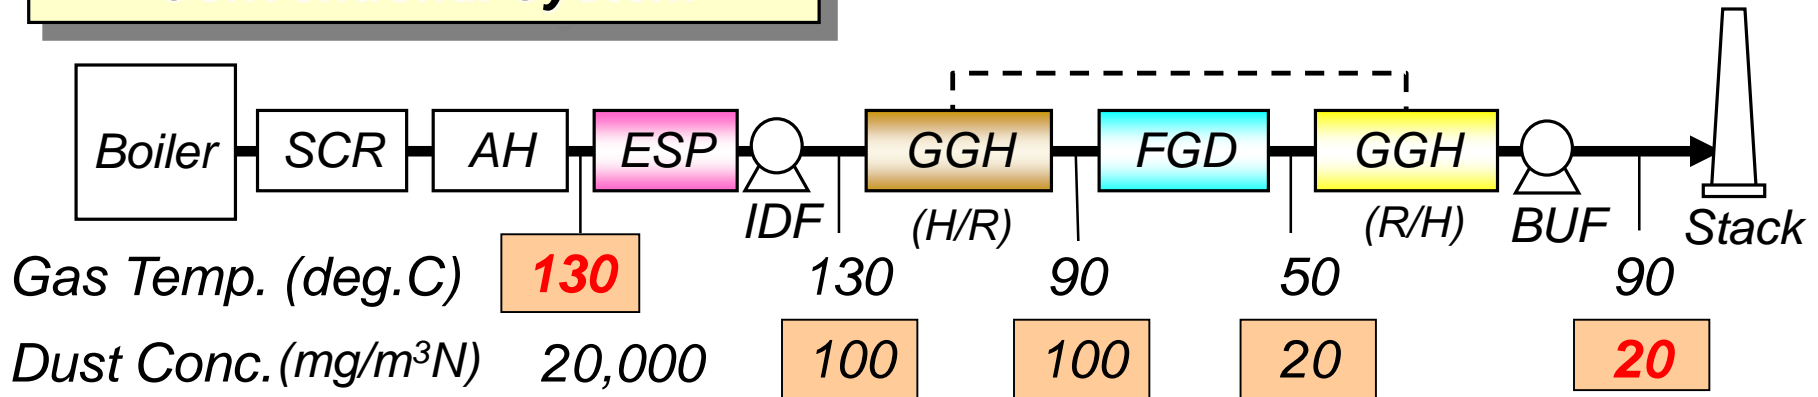 Boiler SCR AH ESP GGH FGD GGH
IDF (H/R) (R/H) BUF Stack
Gas Temp. (deg.C) 130 130 90 50 90
Dust Conc.(mg/m³N) 20,000 100 100 20 20